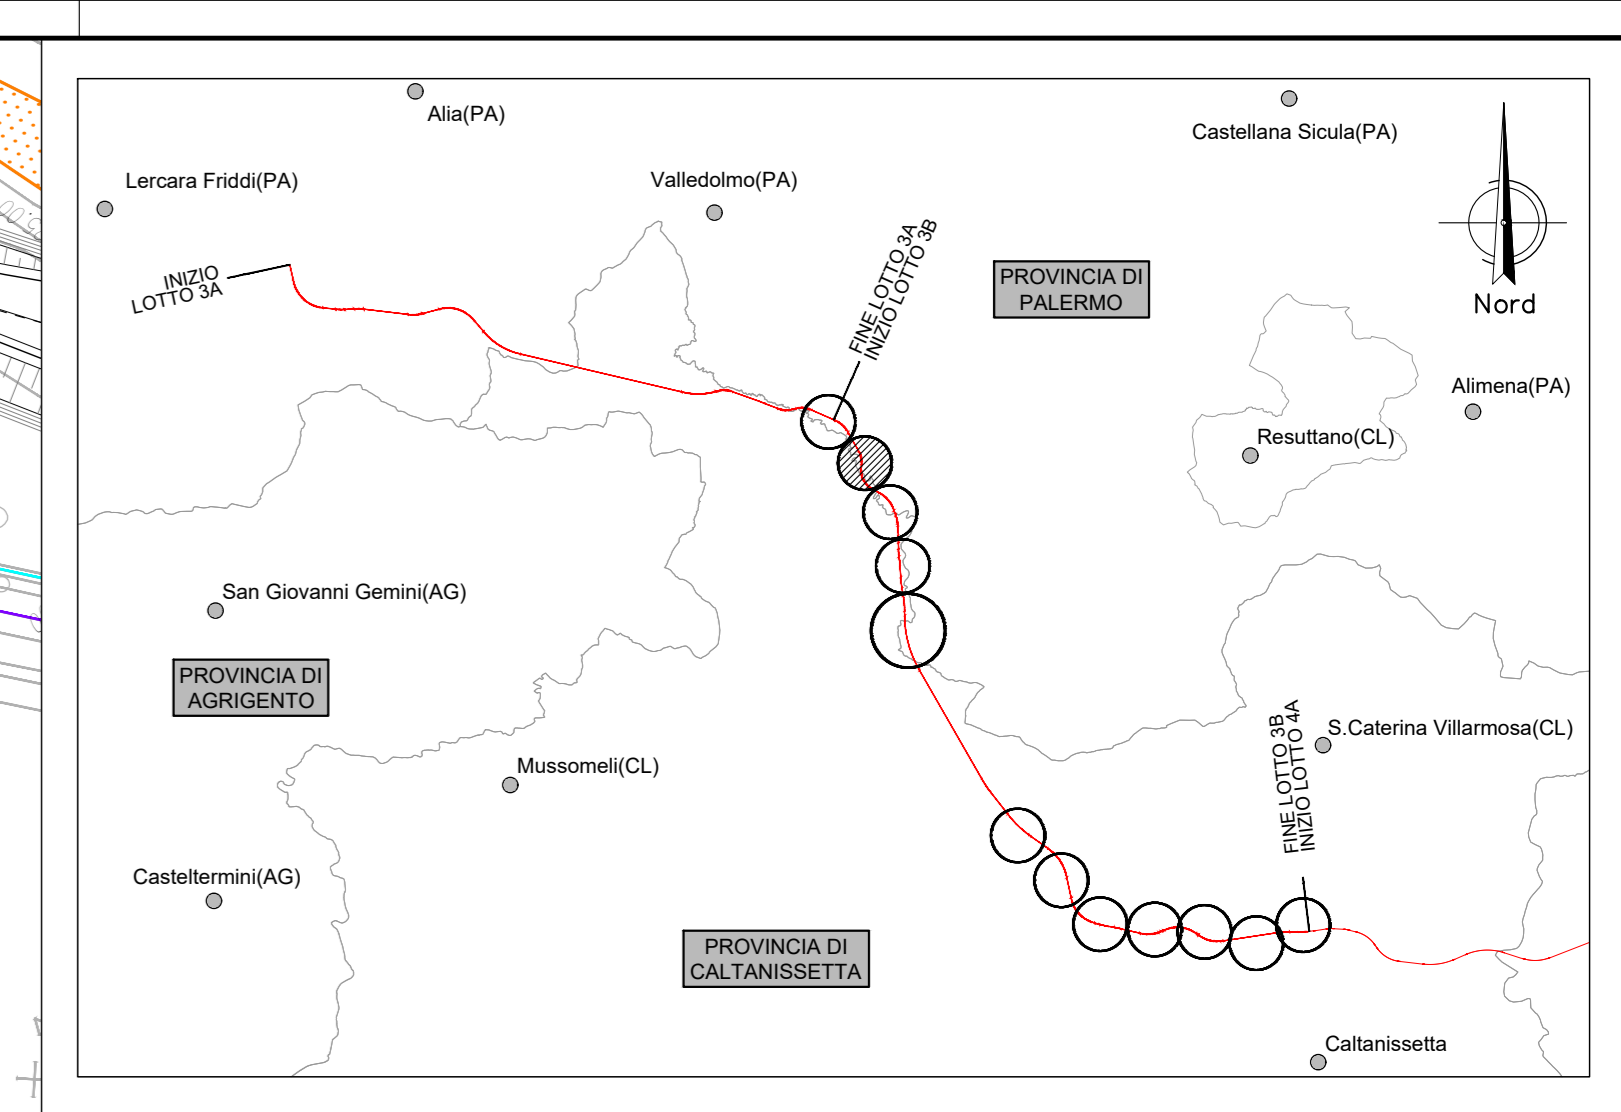 Alia(PA)
Castellana Sicula(PA)
Lercara Friddi(PA)
Valledolmo(PA)
INIZIO
LOTTO 3A
FINE LOTTO 3A
INIZIO LOTTO 3B
PROVINCIA DI
PALERMO
Nord
Alimena(PA)
Resuttano(CL)
San Giovanni Gemini(AG)
PROVINCIA DI
AGRIGENTO
Mussomeli(CL)
FINE LOTTO 3B
INIZIO LOTTO 4A
S.Caterina Villarmosa(CL)
Casteltermini(AG)
PROVINCIA DI
CALTANISSETTA
Caltanissetta